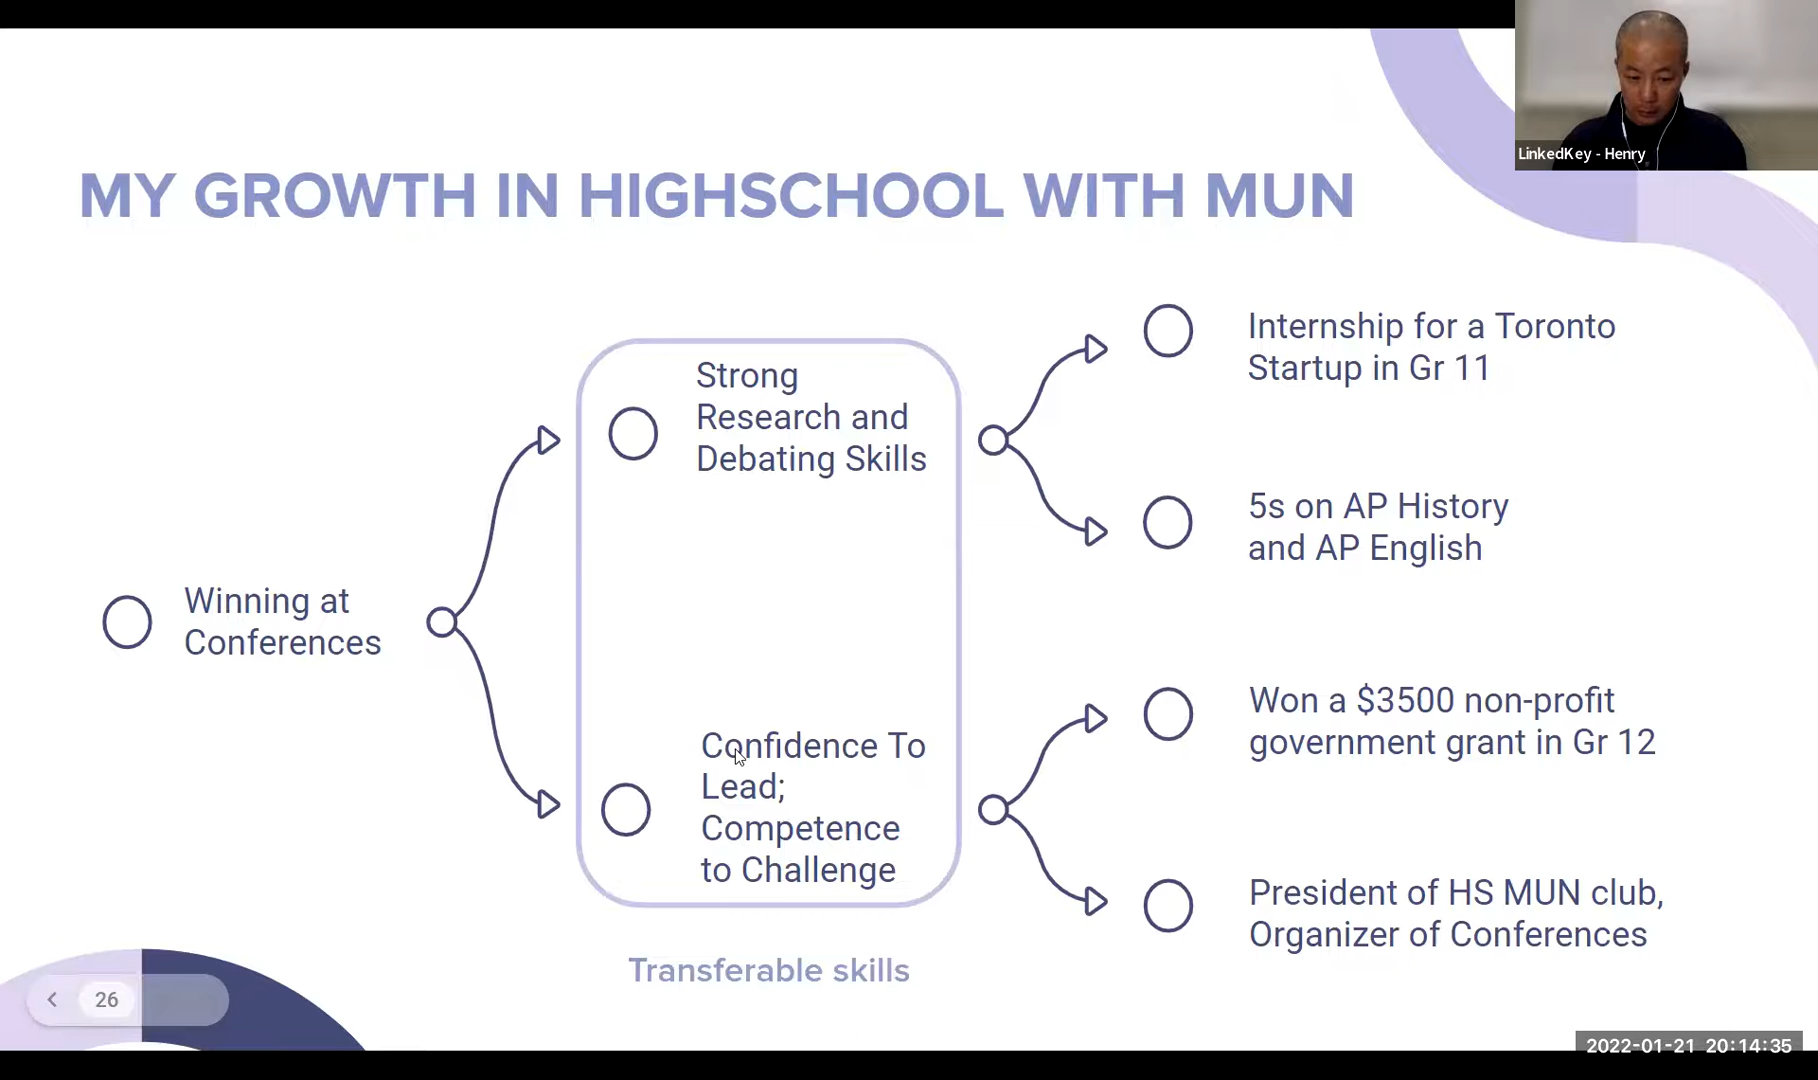 LinkedKey - Henry
MY GROWTH IN HIGHSCHOOL WITH MUN
Winning at
Conferences
Strong
Research and
Debating Skills
Confidence To
Lead;
Competence
to Challenge
Transferable skills
Internship for a Toronto
Startup in Gr 11
5s on AP History
and AP English
Won a $3500 non-profit
government grant in Gr 12
President of HS MUN club,
Organizer of Conferences
26
2022-01-21 20:14:35